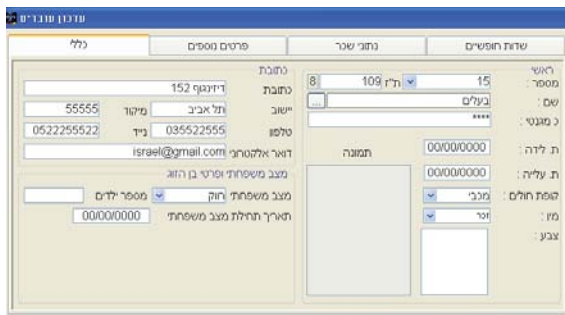 עדכון עובדים
כללי
פרטים נוספים
נתוני שכר
שדות חופשיים
ראשי
מספר : 15 ת"ז 109 8
שם : בעלים ...
כ מגנטי : ****
ת. לידה : 00/00/0000
תמונה
ת. עלייה : 00/00/0000
קופת חולים : מכבי
מין : זכר
צבע :
כתובת
כתובת דיזינגוף 152
יישוב תל אביב מיקוד 55555
טלפון 035522555 נייד 0522255522
דואר אלקטרוני israel@gmail.com
מצב משפחתי ופרטי בן הזוג
מצב משפחתי רווק מספר ילדים
תאריך תחילת מצב משפחתי 00/00/0000